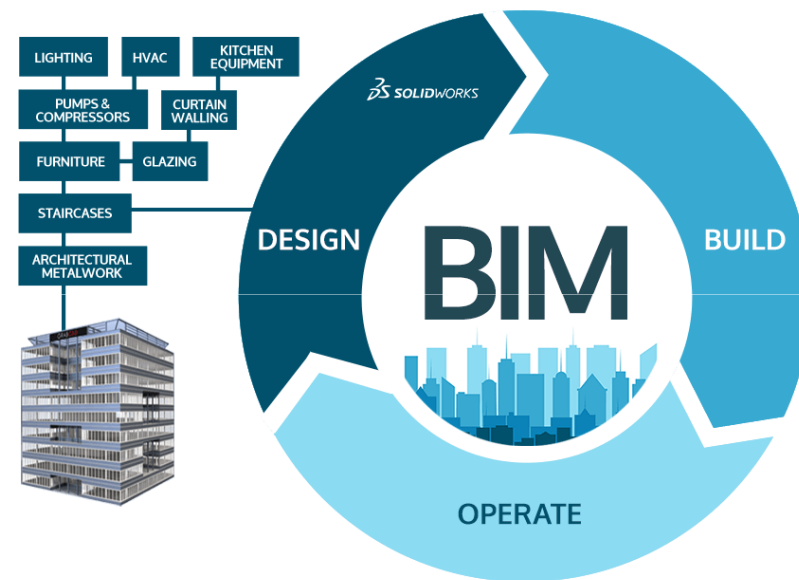 LIGHTING
HVAC
KITCHEN
EQUIPMENT
PUMPS &
COMPRESSORS
CURTAIN
WALLING
FURNITURE
GLAZING
STAIRCASES
ARCHITECTURAL
METALWORK
SOLIDWORKS
DESIGN
BIM
BUILD
OPERATE